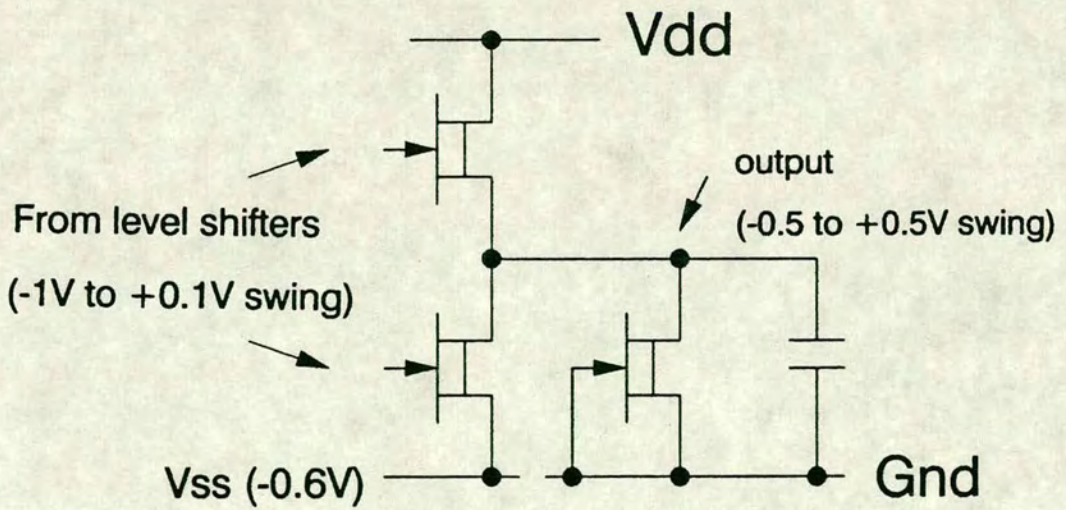 Vdd
output
From level shifters
(-0.5 to +0.5V swing)
(-1V to +0.1V swing)
Vss (-0.6V)
Gnd